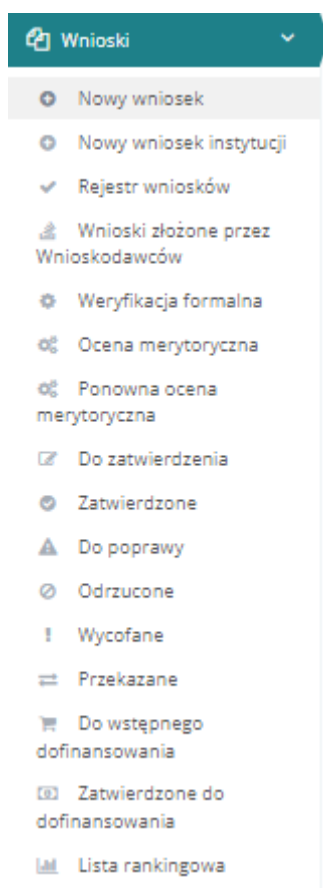 Wnioski
Nowy wniosek
Nowy wniosek instytucji
Rejestr wniosków
Wnioski złożone przez
Wnioskodawców
Weryfikacja formalna
Ocena merytoryczna
Ponowna ocena
merytoryczna
Do zatwierdzenia
Zatwierdzone
Do poprawy
Odrzucone
Wycofane
Przekazane
Do wstępnego
dofinansowania
Zatwierdzone do
dofinansowania
Lista rankingowa